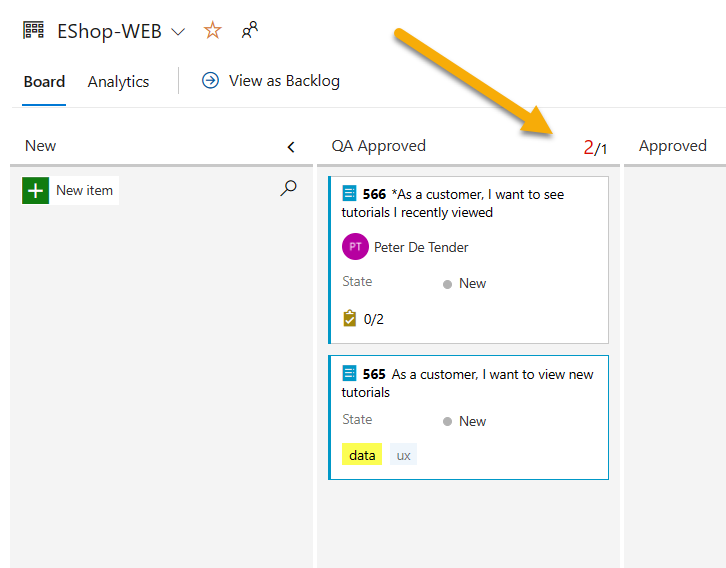 EShop-WEB
Board Analytics View as Backlog
New
New item
QA Approved 2/1
566 *As a customer, I want to see
tutorials I recently viewed
PT Peter De Tender
State New
0/2
565 As a customer, I want to view new
tutorials
State New
data ux
Approved